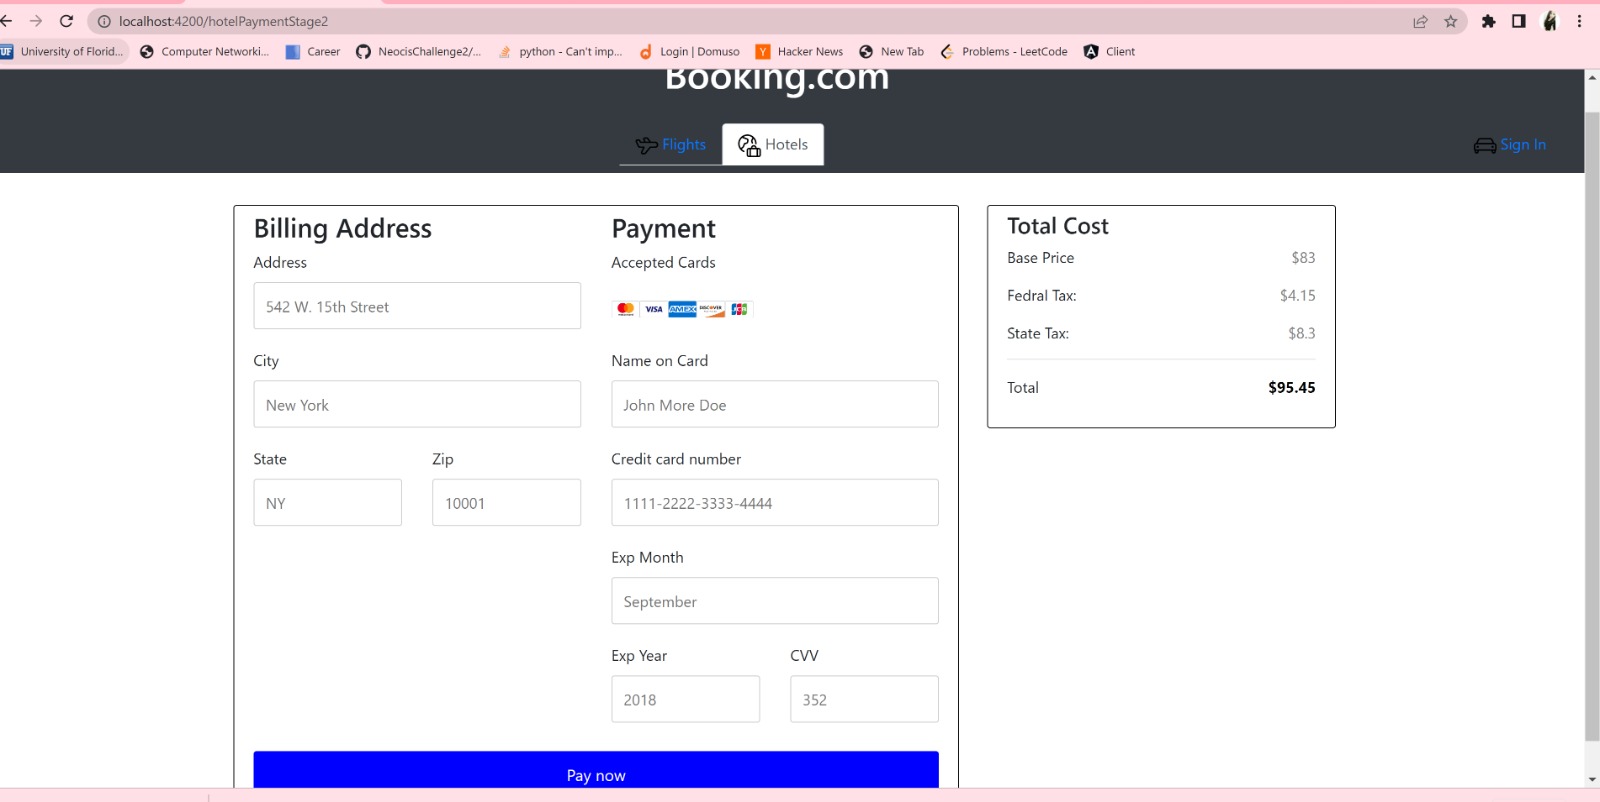 localhost:4200/hotelPaymentStage2
UF University of Florid... Computer Networki... Career NeocisChallenge2/... python - Can't imp... Login | Domuso Y Hacker News New Tab Problems - LeetCode A Client
Booking.com
Flights Hotels Sign In
Billing Address
Address
542 W. 15th Street
City
New York
State Zip
NY 10001
Payment
Accepted Cards
VISA AMEX DISCOVER JCB
Name on Card
John More Doe
Credit card number
1111-2222-3333-4444
Exp Month
September
Exp Year CVV
2018 352
Pay now
Total Cost
Base Price $83
Fedral Tax: $4.15
State Tax: $8.3
Total $95.45